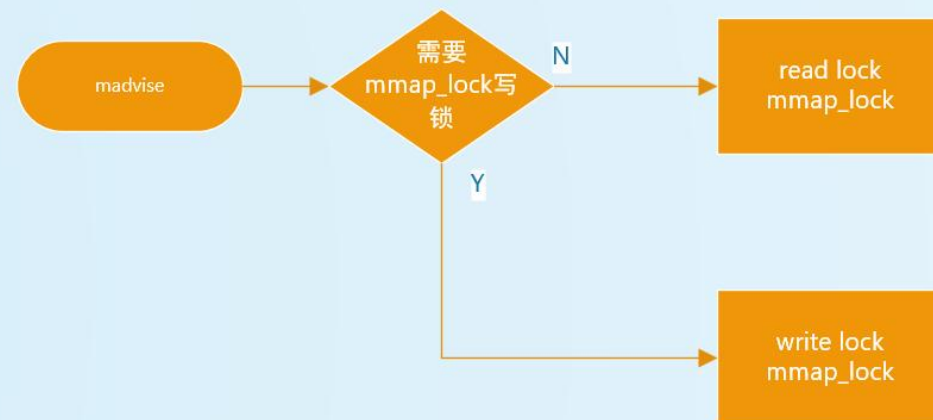 madvise
需要
mmap_lock写
锁
N
read lock
mmap_lock
Y
write lock
mmap_lock